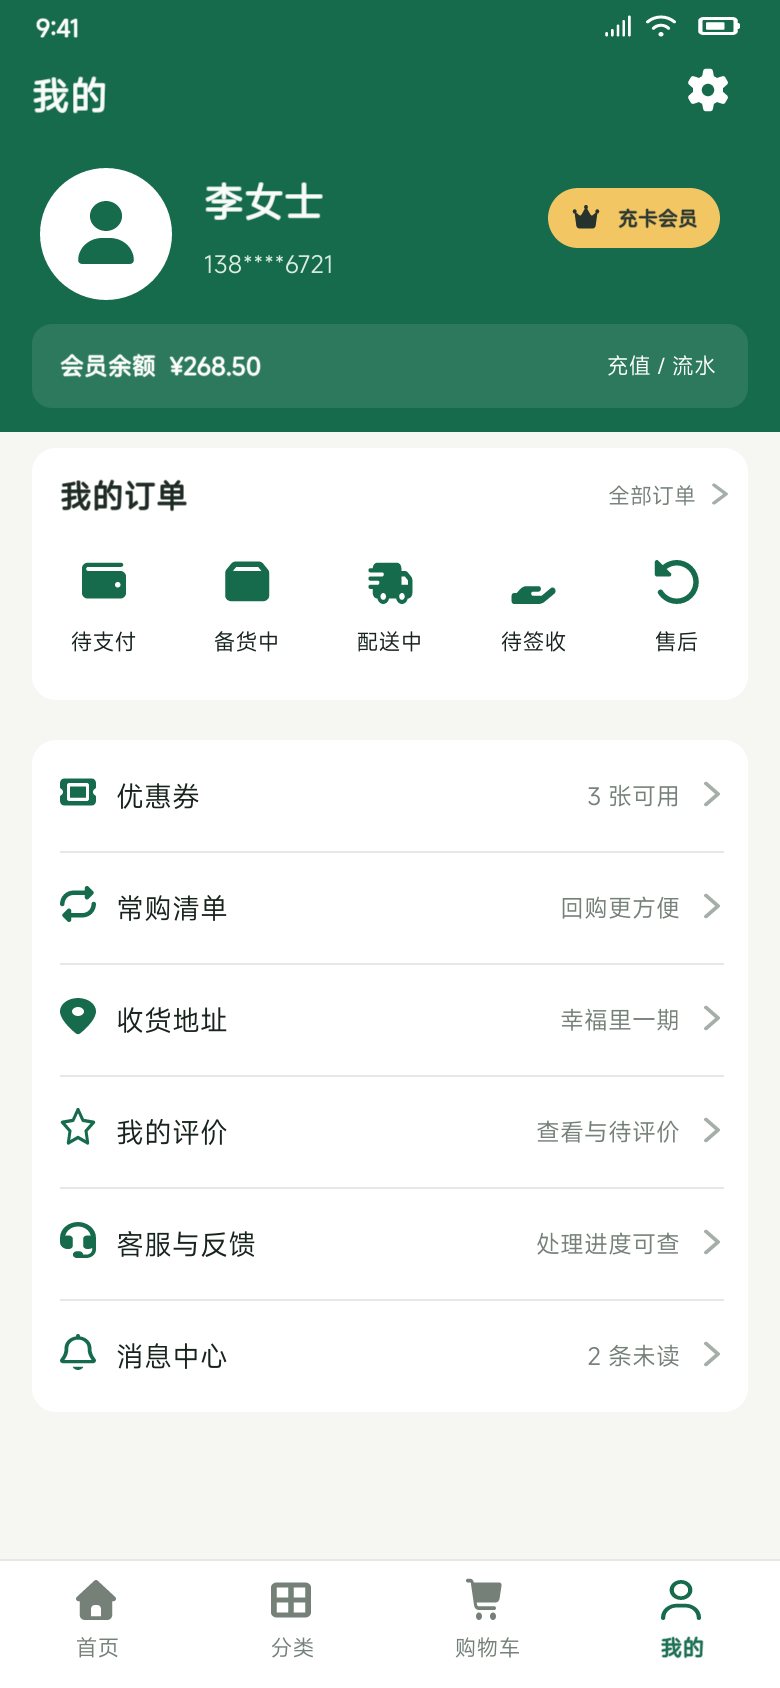 9:41
我的
李女士
138****6721
充卡会员
会员余额 ¥268.50
充值 / 流水
我的订单
全部订单
待支付
备货中
配送中
待签收
售后
优惠券
3 张可用
常购清单
回购更方便
收货地址
幸福里一期
我的评价
查看与待评价
客服与反馈
处理进度可查
消息中心
2 条未读
首页
分类
购物车
我的